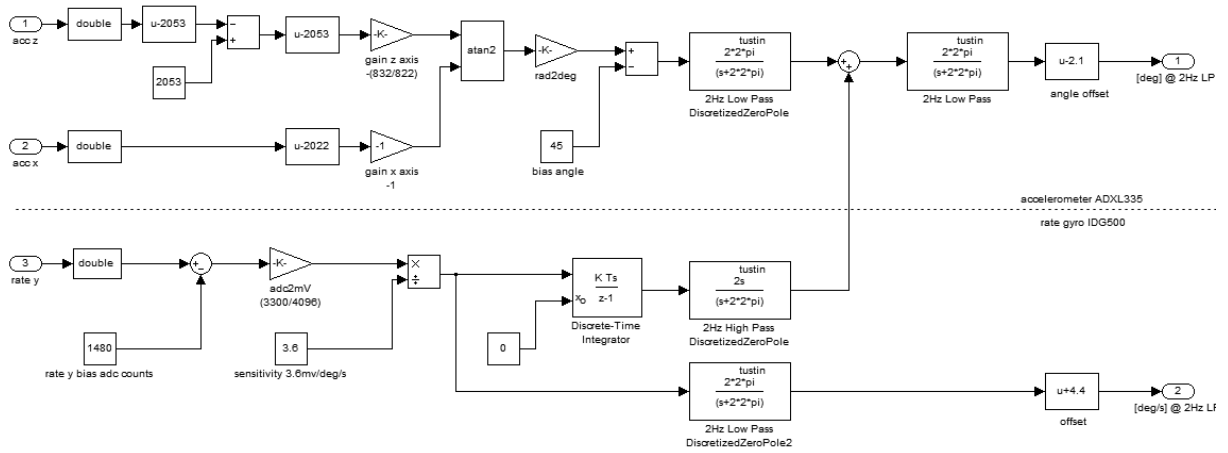 1
acc z
double
u-2053
−
+
2053
u-2053
-K-
gain z axis
-(832/822)
atan2
-K-
rad2deg
+
−
45
bias angle
tustin
2*2*pi
(s+2*2*pi)
2Hz Low Pass
DiscretizedZeroPole
+
+
tustin
2*2*pi
(s+2*2*pi)
2Hz Low Pass
u-2.1
angle offset
1
[deg] @ 2Hz LP
2
acc x
double
u-2022
-1
gain x axis
-1
accelerometer ADXL335
rate gyro IDG500
3
rate y
double
−
1480
rate y bias adc counts
-K-
adc2mV
(3300/4096)
×
÷
3.6
sensitivity 3.6mv/deg/s
0
K Ts
z-1
xo
Discrete-Time
Integrator
tustin
2s
(s+2*2*pi)
2Hz High Pass
DiscretizedZeroPole
tustin
2*2*pi
(s+2*2*pi)
2Hz Low Pass
DiscretizedZeroPole2
u+4.4
offset
2
[deg/s] @ 2Hz LP